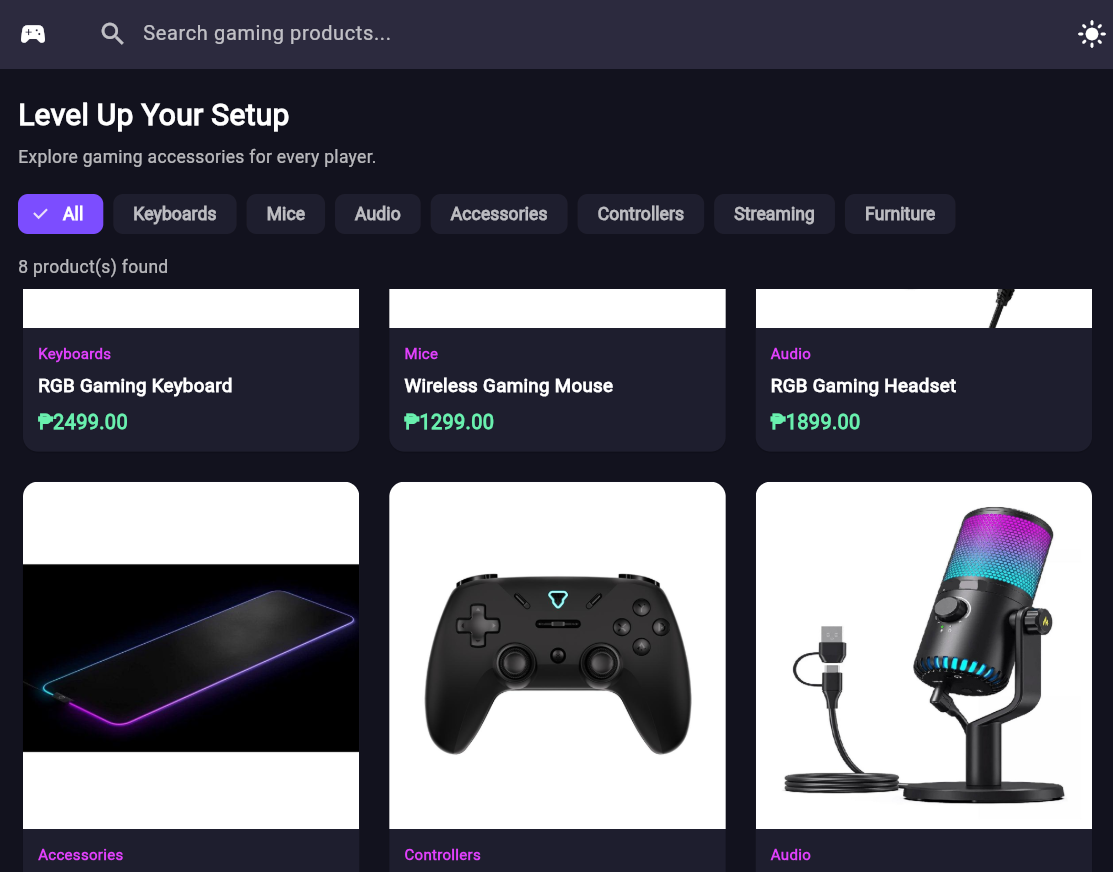 Search gaming products...
Level Up Your Setup
Explore gaming accessories for every player.
All Keyboards Mice Audio Accessories Controllers Streaming Furniture
8 product(s) found
Keyboards Mice Audio
RGB Gaming Keyboard Wireless Gaming Mouse RGB Gaming Headset
₱2499.00 ₱1299.00 ₱1899.00
Accessories Controllers Audio